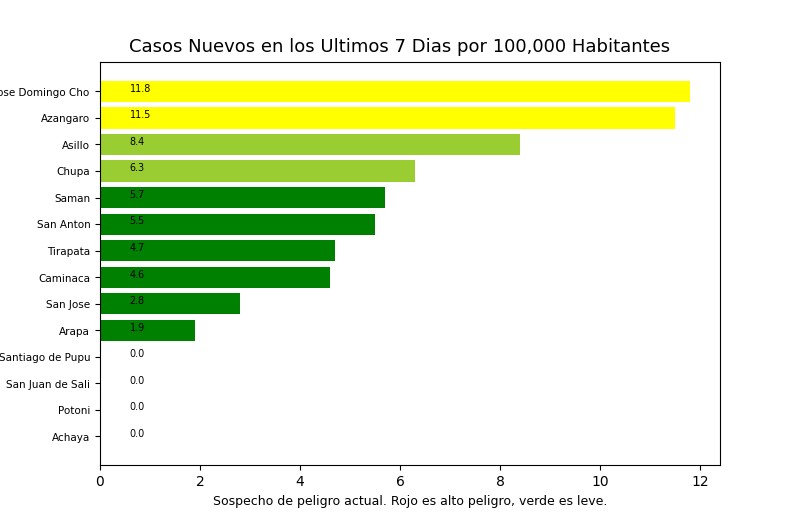 Casos Nuevos en los Ultimos 7 Dias por 100,000 Habitantes
ose Domingo Cho 11.8
Azangaro 11.5
Asillo 8.4
Chupa 6.3
Saman 5.7
San Anton 5.5
Tirapata 4.7
Caminaca 4.6
San Jose 2.8
Arapa 1.9
Santiago de Pupu 0.0
San Juan de Sali 0.0
Potoni 0.0
Achaya 0.0
0 2 4 6 8 10 12
Sospecho de peligro actual. Rojo es alto peligro, verde es leve.